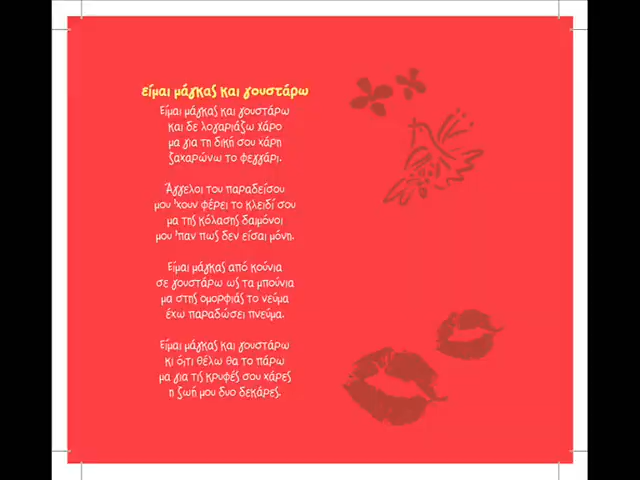 είμαι μάγκας και γουστάρω
Είμαι μάγκας και γουστάρω
και δε λογαριάζω χάρο
μα για τη δική σου χάρη
ζαχαρώνω το φεγγάρι.
Άγγελοι του παραδείσου
μου 'χουν φέρει το κλειδί σου
μα της κόλασης δαιμόνοι
μου 'παν πως δεν είσαι μόνη.
Είμαι μάγκας από κούνια
σε γουστάρω ως τα μπούνια
μα στης ομορφιάς το νεύμα
έχω παραδώσει πνεύμα.
Είμαι μάγκας και γουστάρω
κι ότι θέλω θα το πάρω
μα για τις κρυφές σου χάρες
η ζωή μου δυο δεκάρες.